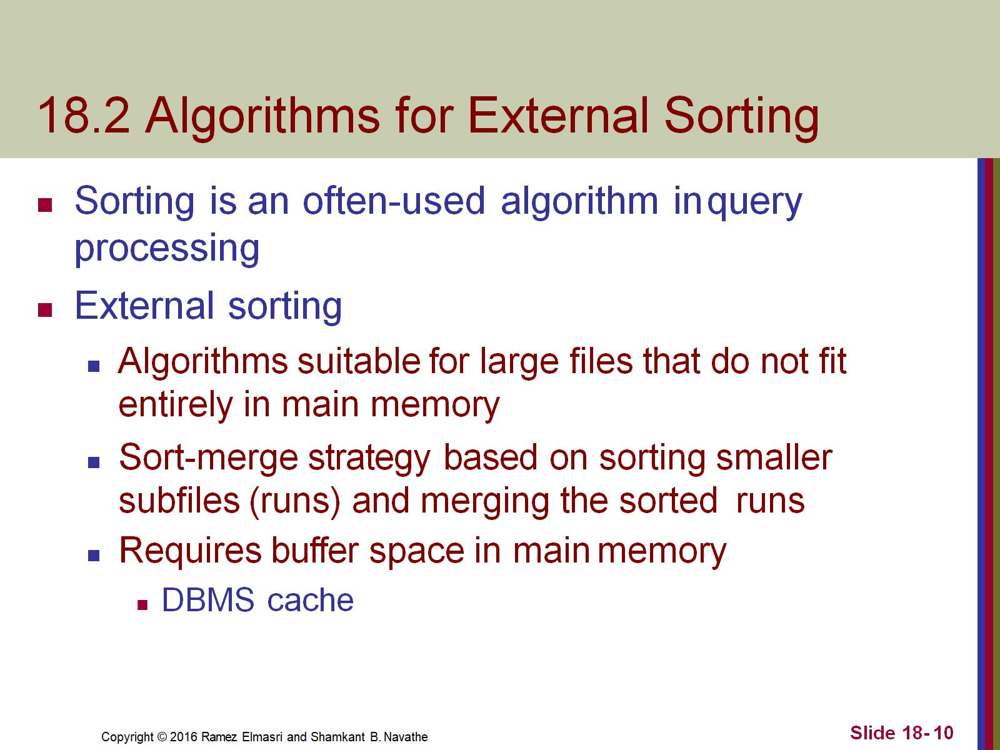 18.2 Algorithms for External Sorting
Sorting is an often-used algorithm in query
processing
External sorting
Algorithms suitable for large files that do not fit
entirely in main memory
Sort-merge strategy based on sorting smaller
subfiles (runs) and merging the sorted runs
Requires buffer space in main memory
DBMS cache
Copyright © 2016 Ramez Elmasri and Shamkant B. Navathe
Slide 18- 10